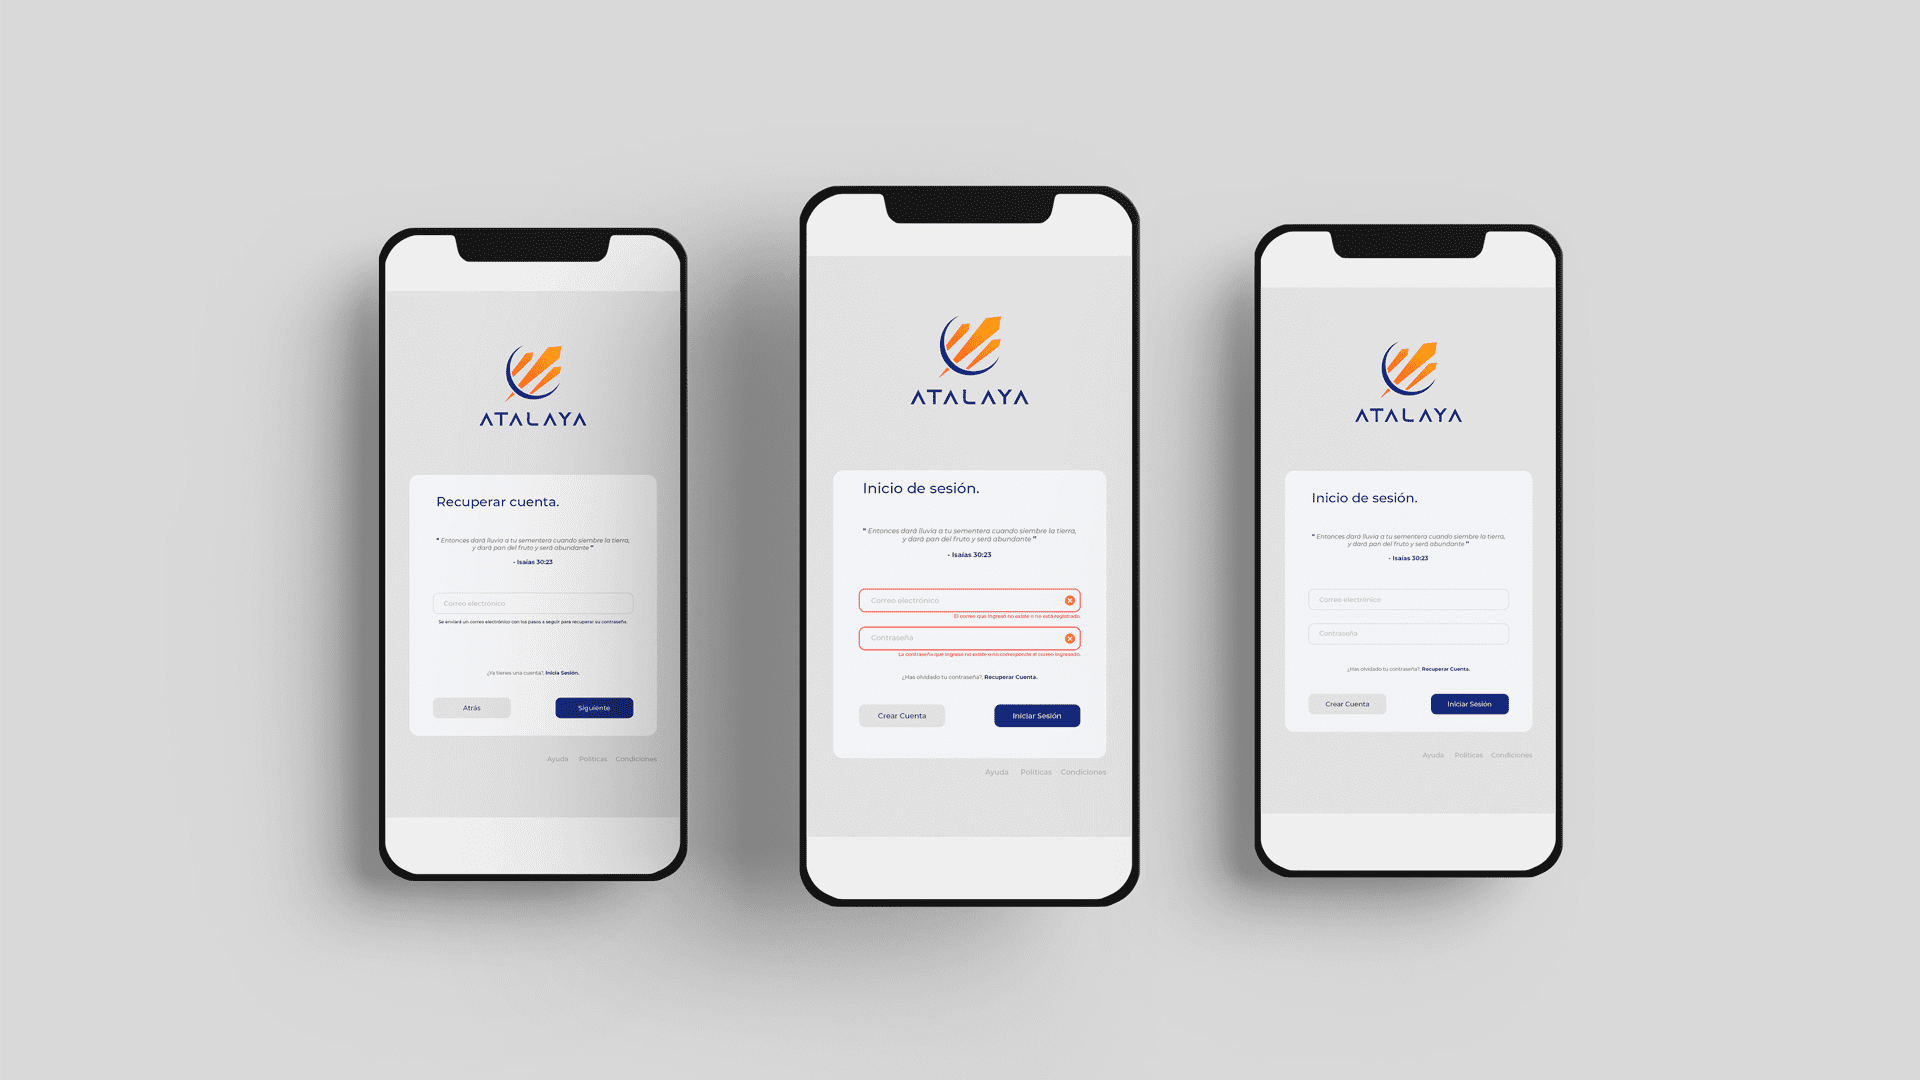 ATALAYA
Recuperar cuenta.
❝ Entonces dará lluvia a tu sementera cuando siembre la tierra,
y dará pan del fruto y será abundante ❞
- Isaías 30:23
Correo electrónico
Se enviará un correo electrónico con los pasos a seguir para recuperar su contraseña.
¿Ya tienes una cuenta?, Inicia Sesión.
Atrás Siguiente
Ayuda Políticas Condiciones
ATALAYA
Inicio de sesión.
❝ Entonces dará lluvia a tu sementera cuando siembre la tierra,
y dará pan del fruto y será abundante ❞
- Isaías 30:23
Correo electrónico
El correo que ingresó no existe o no está registrado.
Contraseña
La contraseña que ingresó no existe o no corresponde al correo ingresado.
¿Has olvidado tu contraseña?, Recuperar Cuenta.
Crear Cuenta Iniciar Sesión
Ayuda Políticas Condiciones
ATALAYA
Inicio de sesión.
❝ Entonces dará lluvia a tu sementera cuando siembre la tierra,
y dará pan del fruto y será abundante ❞
- Isaías 30:23
Correo electrónico
Contraseña
¿Has olvidado tu contraseña?, Recuperar Cuenta.
Crear Cuenta Iniciar Sesión
Ayuda Políticas Condiciones